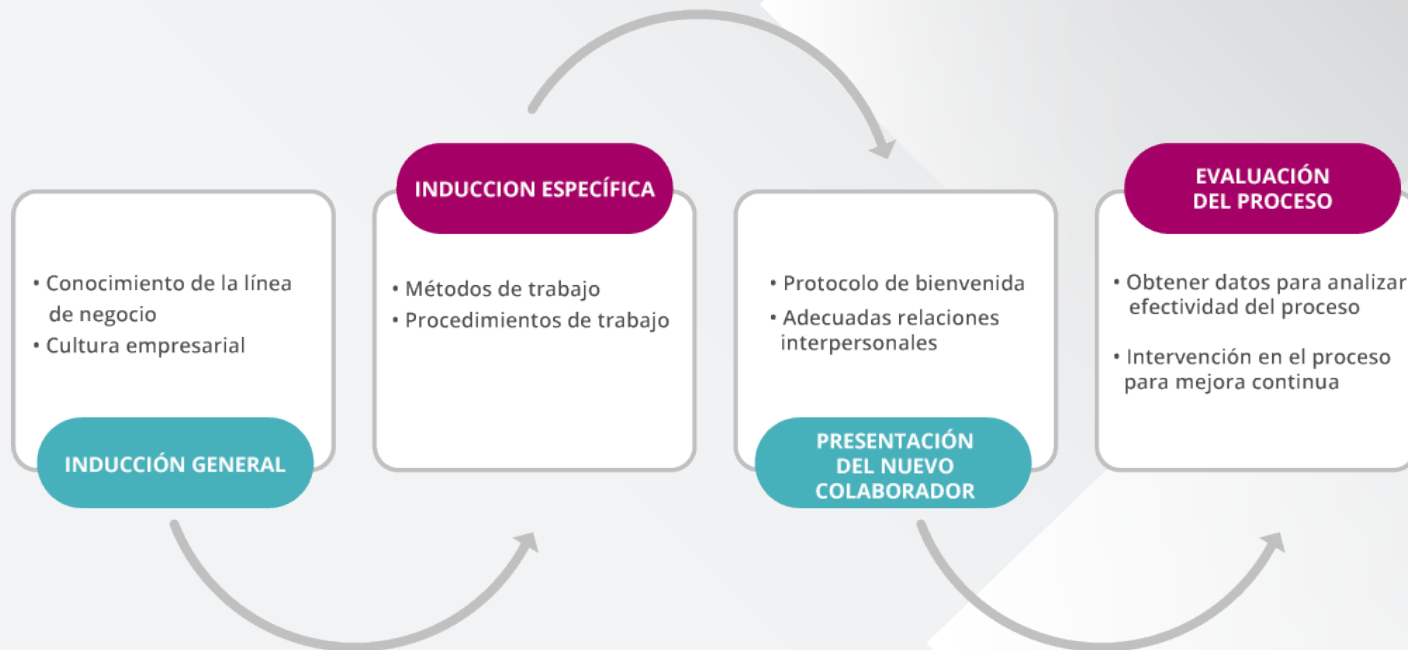 • Conocimiento de la línea
de negocio
• Cultura empresarial
INDUCCIÓN GENERAL
INDUCCION ESPECÍFICA
• Métodos de trabajo
• Procedimientos de trabajo
• Protocolo de bienvenida
• Adecuadas relaciones
interpersonales
PRESENTACIÓN
DEL NUEVO
COLABORADOR
EVALUACIÓN
DEL PROCESO
• Obtener datos para analizar
efectividad del proceso
• Intervención en el proceso
para mejora continua